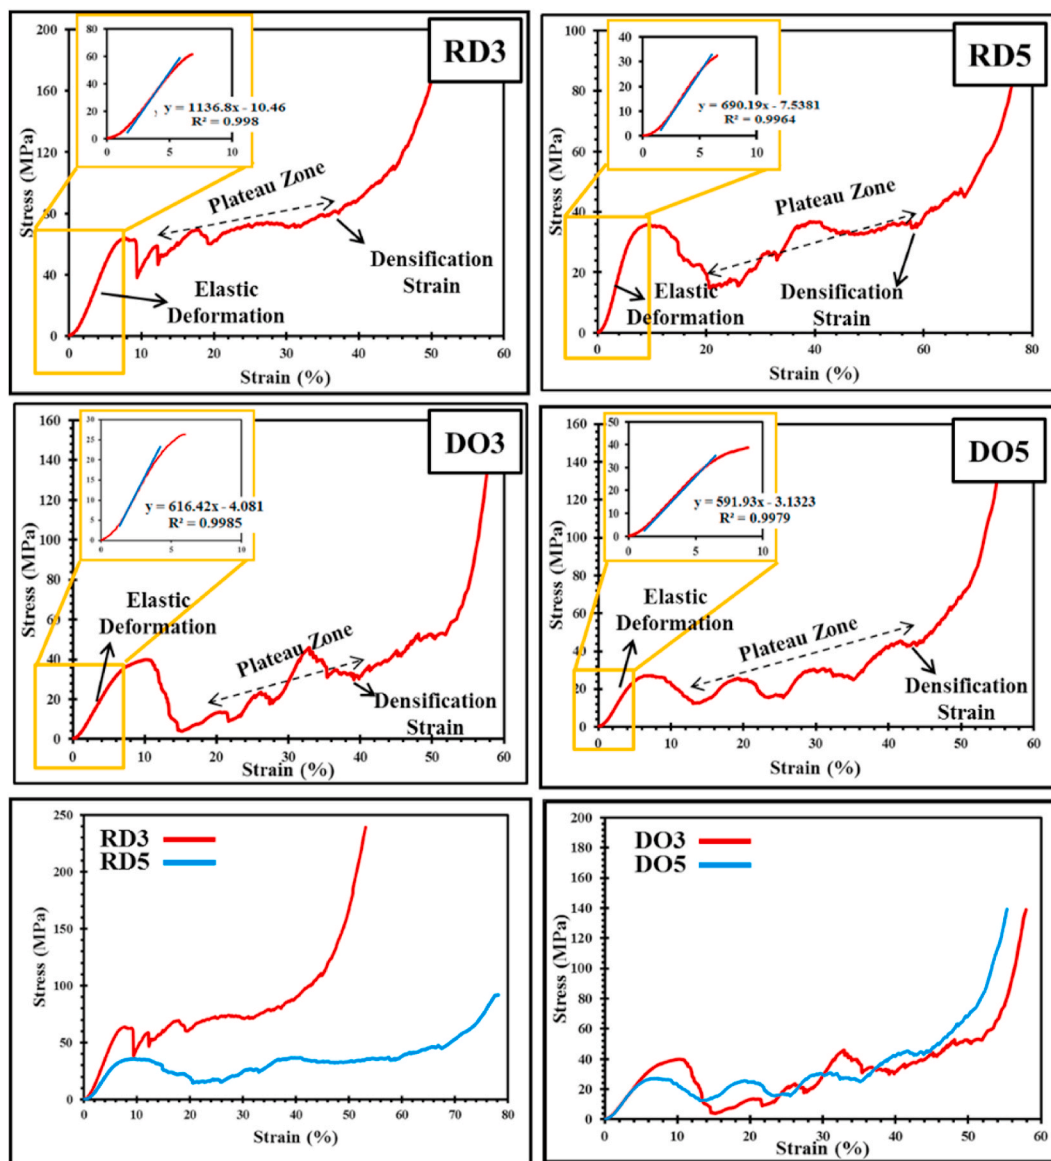 RD3
200
160
120
80
40
0
Stress (MPa)
80
60
40
20
0
0 5 10
y = 1136.8x - 10.46
R² = 0.998
Plateau Zone
Densification
Strain
Elastic
Deformation
0 10 20 30 40 50 60
Strain (%)
RD5
100
80
60
40
20
0
Stress (MPa)
40
30
20
10
0
0 5 10
y = 690.19x - 7.5381
R² = 0.9964
Plateau Zone
Densification
Strain
Elastic
Deformation
0 20 40 60 80
Strain (%)
DO3
160
140
120
100
80
60
40
20
0
Stress (MPa)
30
25
20
15
10
5
0
0 5 10
y = 616.42x - 4.081
R² = 0.9985
Elastic
Deformation
Plateau Zone
Densification
Strain
0 10 20 30 40 50 60
Strain (%)
DO5
160
140
120
100
80
60
40
20
0
Stress (MPa)
50
40
30
20
10
0
0 5 10
y = 591.93x - 3.1323
R² = 0.9979
Elastic
Deformation
Plateau Zone
Densification
Strain
0 10 20 30 40 50 60
Strain (%)
RD3
RD5
250
200
150
100
50
0
Stress (MPa)
0 10 20 30 40 50 60 70 80
Strain (%)
DO3
DO5
200
180
160
140
120
100
80
60
40
20
0
Stress (MPa)
0 10 20 30 40 50 60
Strain (%)